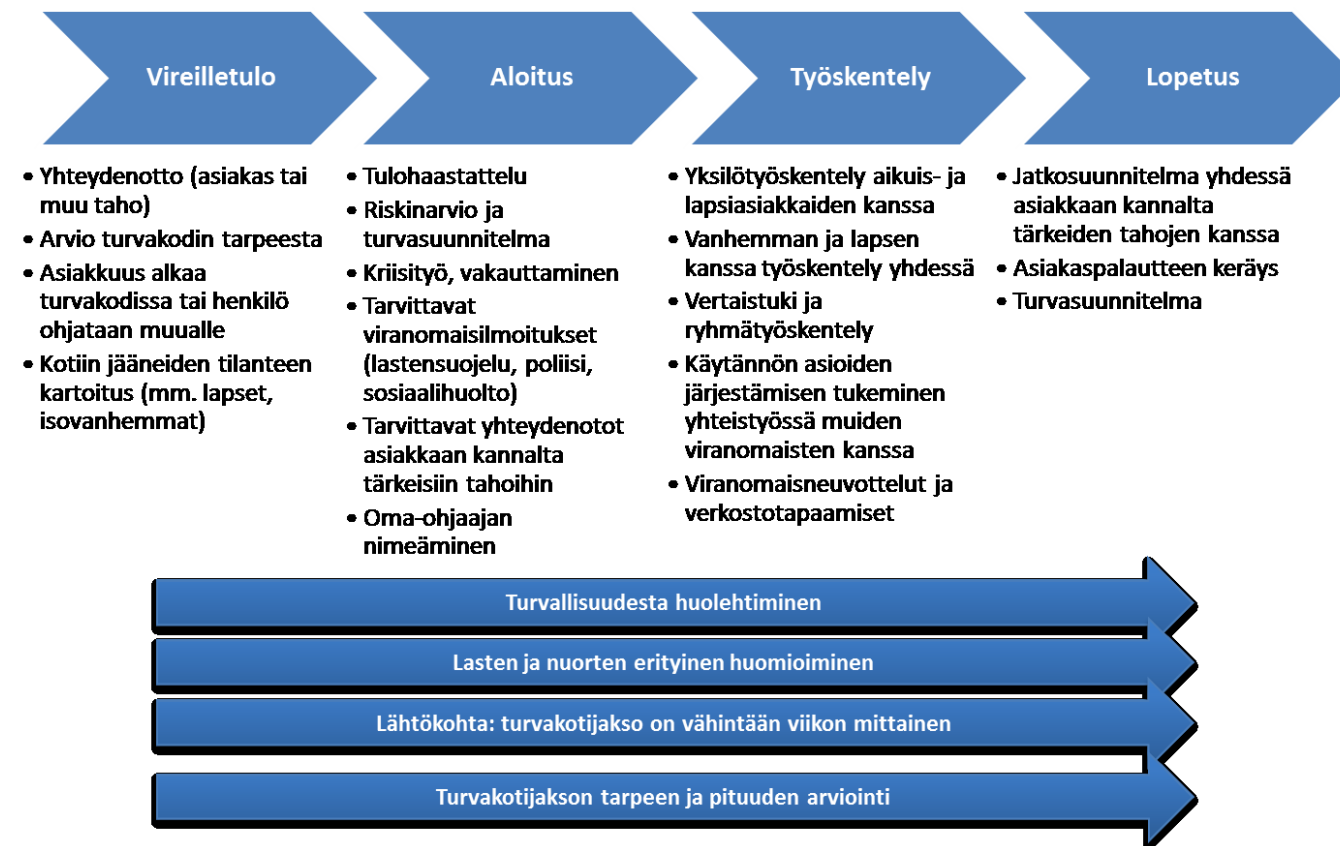 Vireilletulo
• Yhteydenotto (asiakas tai
muu taho)
• Arvio turvakodin tarpeesta
• Asiakkuus alkaa
turvakodissa tai henkilö
ohjataan muualle
• Kotiin jääneiden tilanteen
kartoitus (mm. lapset,
isovanhemmat)
Aloitus
• Tulohaastattelu
• Riskinarvio ja
turvasuunnitelma
• Kriisityö, vakauttaminen
• Tarvittavat
viranomaisilmoitukset
(lastensuojelu, poliisi,
sosiaalihuolto)
• Tarvittavat yhteydenotot
asiakkaan kannalta
tärkeisiin tahoihin
• Oma-ohjaajan
nimeäminen
Työskentely
• Yksilötyöskentely aikuis- ja
lapsiasiakkaiden kanssa
• Vanhemman ja lapsen
kanssa työskentely yhdessä
• Vertaistuki ja
ryhmätyöskentely
• Käytännön asioiden
järjestämisen tukeminen
yhteistyössä muiden
viranomaisten kanssa
• Viranomaisneuvottelut ja
verkostotapaamiset
Lopetus
• Jatkosuunnitelma yhdessä
asiakkaan kannalta
tärkeiden tahojen kanssa
• Asiakaspalautteen keräys
• Turvasuunnitelma
Turvallisuudesta huolehtiminen
Lasten ja nuorten erityinen huomioiminen
Lähtökohta: turvakotijakso on vähintään viikon mittainen
Turvakotijakson tarpeen ja pituuden arviointi